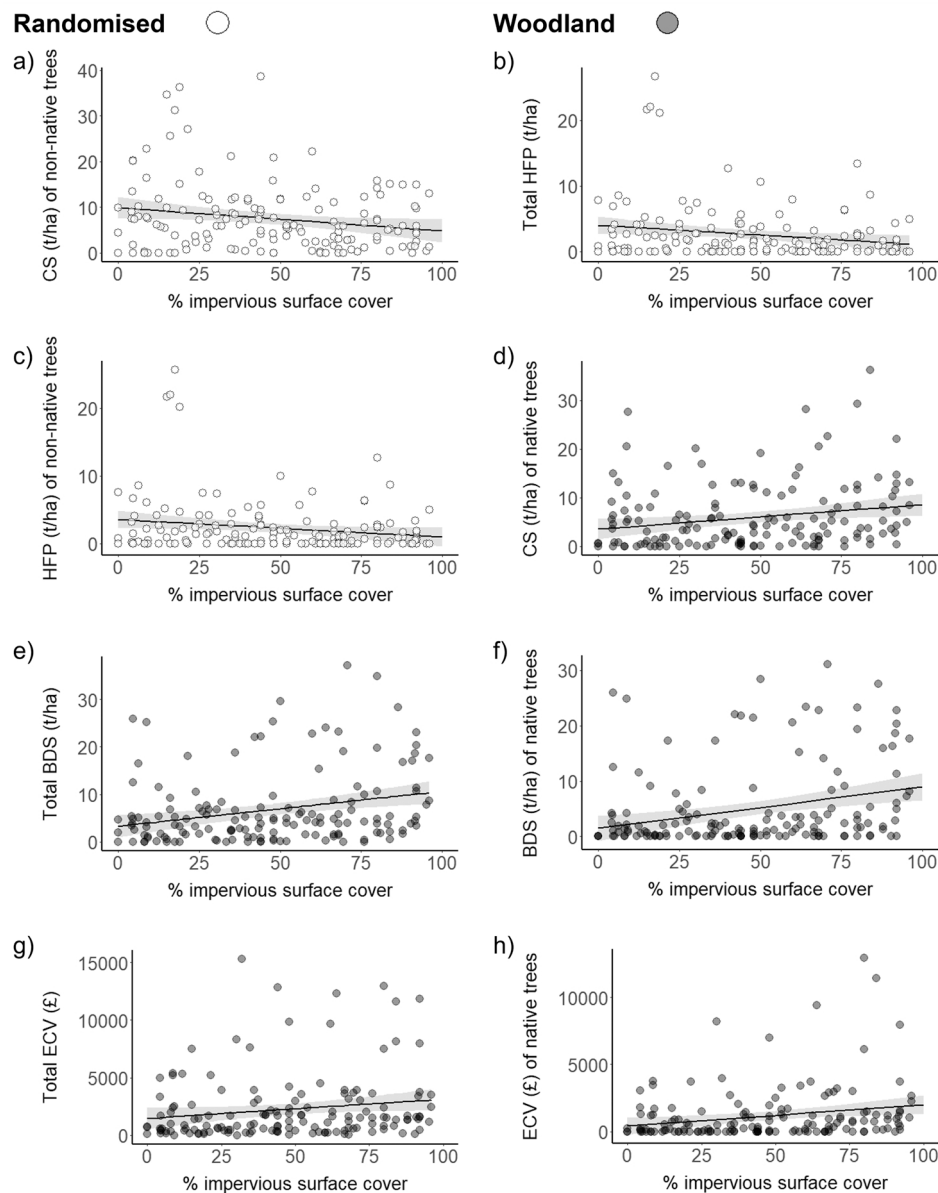 Randomised
Woodland
a)
CS (t/ha) of non-native trees
40
30
20
10
0
0 25 50 75 100
% impervious surface cover
b)
Total HFP (t/ha)
20
10
0
0 25 50 75 100
% impervious surface cover
c)
HFP (t/ha) of non-native trees
20
10
0
0 25 50 75 100
% impervious surface cover
d)
CS (t/ha) of native trees
30
20
10
0
0 25 50 75 100
% impervious surface cover
e)
Total BDS (t/ha)
30
20
10
0
0 25 50 75 100
% impervious surface cover
f)
BDS (t/ha) of native trees
30
20
10
0
0 25 50 75 100
% impervious surface cover
g)
Total ECV (£)
15000
10000
5000
0
0 25 50 75 100
% impervious surface cover
h)
ECV (£) of native trees
10000
5000
0
0 25 50 75 100
% impervious surface cover